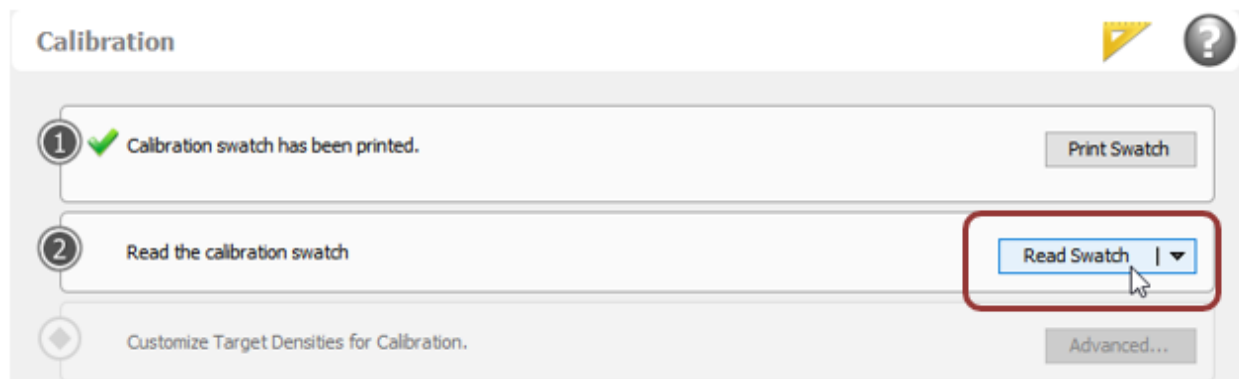 Calibration
?
1 Calibration swatch has been printed. Print Swatch
2 Read the calibration swatch Read Swatch
Customize Target Densities for Calibration. Advanced...